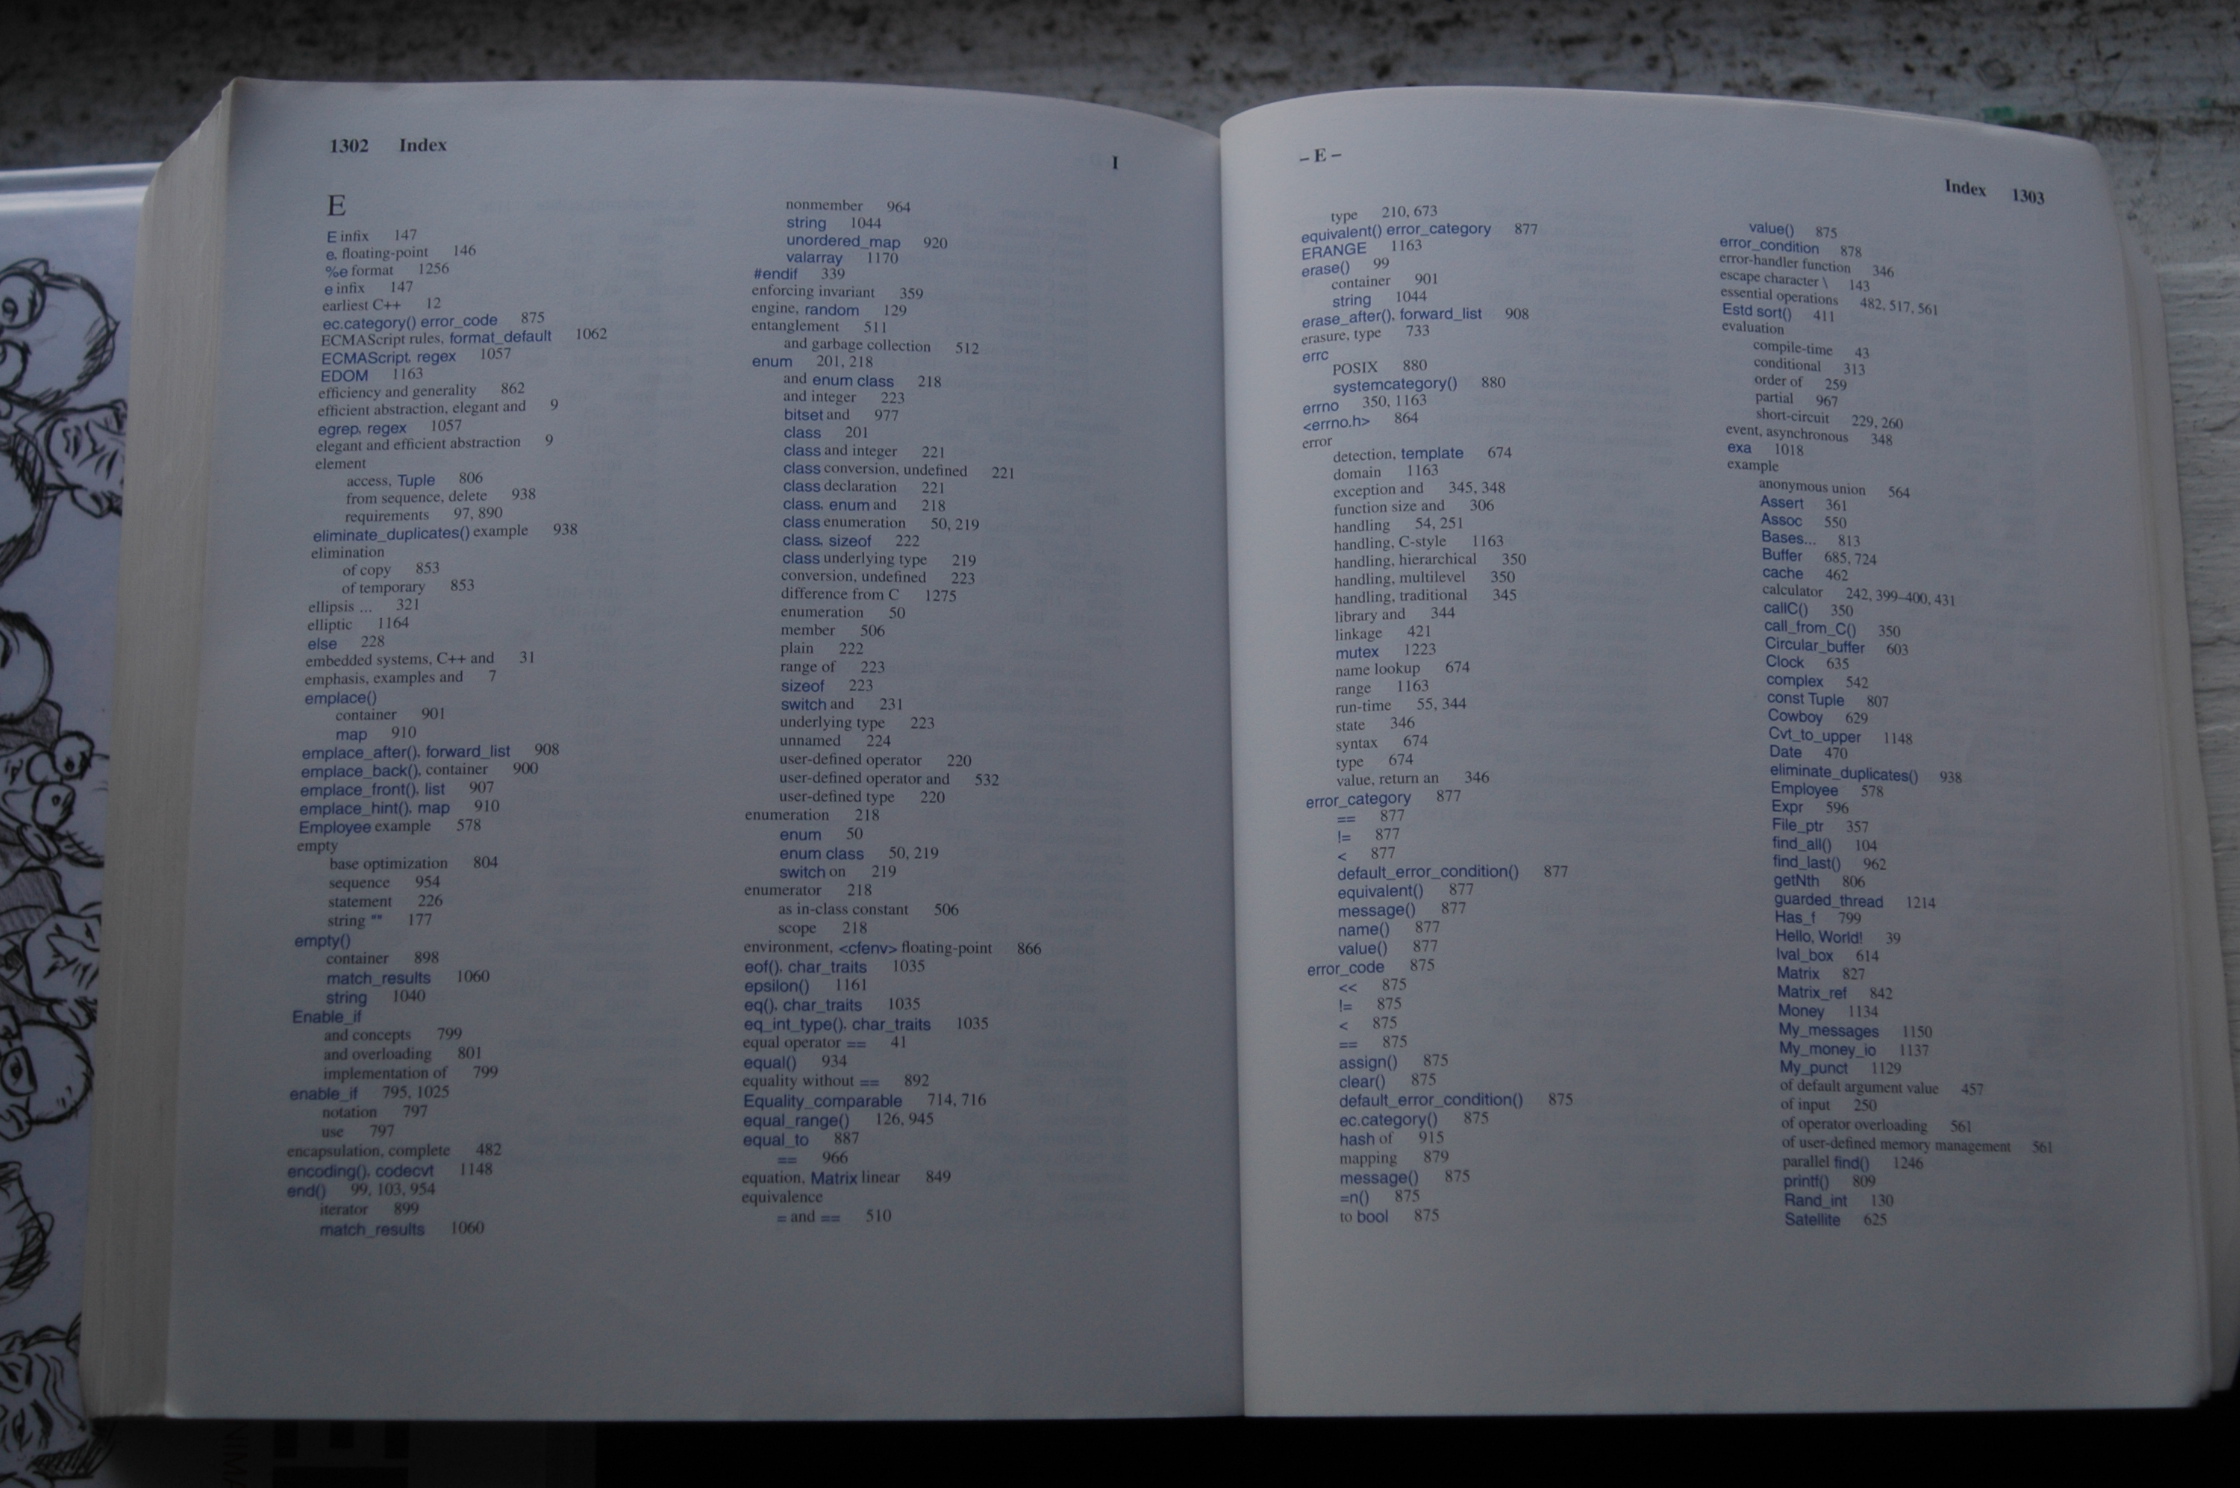 1302 Index
I
E
E infix 147
e, floating-point 146
%e format 1256
e infix 147
earliest C++ 12
ec.category() error_code 875
ECMAScript rules, format_default 1062
ECMAScript, regex 1057
EDOM 1163
efficiency and generality 862
efficient abstraction, elegant and 9
egrep, regex 1057
elegant and efficient abstraction 9
element
access, Tuple 806
from sequence, delete 938
requirements 97, 890
eliminate_duplicates() example 938
elimination
of copy 853
of temporary 853
ellipsis ... 321
elliptic 1164
else 228
embedded systems, C++ and 31
emphasis, examples and 7
emplace()
container 901
map 910
emplace_after(), forward_list 908
emplace_back(), container 900
emplace_front(), list 907
emplace_hint(), map 910
Employee example 578
empty
base optimization 804
sequence 954
statement 226
string "" 177
empty()
container 898
match_results 1060
string 1040
Enable_if
and concepts 799
and overloading 801
implementation of 799
enable_if 795, 1025
notation 797
use 797
encapsulation, complete 482
encoding(), codecvt 1148
end() 99, 103, 954
iterator 899
match_results 1060
nonmember 964
string 1044
unordered_map 920
valarray 1170
#endif 339
enforcing invariant 359
engine, random 129
entanglement 511
and garbage collection 512
enum 201, 218
and enum class 218
and integer 223
bitset and 977
class 201
class and integer 221
class conversion, undefined 221
class declaration 221
class, enum and 218
class enumeration 50, 219
class, sizeof 222
class underlying type 219
conversion, undefined 223
difference from C 1275
enumeration 50
member 506
plain 222
range of 223
sizeof 223
switch and 231
underlying type 223
unnamed 224
user-defined operator 220
user-defined operator and 532
user-defined type 220
enumeration 218
enum 50
enum class 50, 219
switch on 219
enumerator 218
as in-class constant 506
scope 218
environment, <cfenv> floating-point 866
eof(), char_traits 1035
epsilon() 1161
eq(), char_traits 1035
eq_int_type(), char_traits 1035
equal operator == 41
equal() 934
equality without == 892
Equality_comparable 714, 716
equal_range() 126, 945
equal_to 887
== 966
equation, Matrix linear 849
equivalence
= and == 510
– E –
Index 1303
type 210, 673
equivalent() error_category 877
ERANGE 1163
erase() 99
container 901
string 1044
erase_after(), forward_list 908
erasure, type 733
errc
POSIX 880
systemcategory() 880
errno 350, 1163
<errno.h> 864
error
detection, template 674
domain 1163
exception and 345, 348
function size and 306
handling 54, 251
handling, C-style 1163
handling, hierarchical 350
handling, multilevel 350
handling, traditional 345
library and 344
linkage 421
mutex 1223
name lookup 674
range 1163
run-time 55, 344
state 346
syntax 674
type 674
value, return an 346
error_category 877
== 877
!= 877
< 877
default_error_condition() 877
equivalent() 877
message() 877
name() 877
value() 877
error_code 875
<< 875
!= 875
< 875
== 875
assign() 875
clear() 875
default_error_condition() 875
ec.category() 875
hash of 915
mapping 879
message() 875
=n() 875
to bool 875
value() 875
error_condition 878
error-handler function 346
escape character \ 143
essential operations 482, 517, 561
Estd sort() 411
evaluation
compile-time 43
conditional 313
order of 259
partial 967
short-circuit 229, 260
event, asynchronous 348
exa 1018
example
anonymous union 564
Assert 361
Assoc 550
Bases... 813
Buffer 685, 724
cache 462
calculator 242, 399–400, 431
callC() 350
call_from_C() 350
Circular_buffer 603
Clock 635
complex 542
const Tuple 807
Cowboy 629
Cvt_to_upper 1148
Date 470
eliminate_duplicates() 938
Employee 578
Expr 596
File_ptr 357
find_all() 104
find_last() 962
getNth 806
guarded_thread 1214
Has_f 799
Hello, World! 39
Ival_box 614
Matrix 827
Matrix_ref 842
Money 1134
My_messages 1150
My_money_io 1137
My_punct 1129
of default argument value 457
of input 250
of operator overloading 561
of user-defined memory management 561
parallel find() 1246
printf() 809
Rand_int 130
Satellite 625